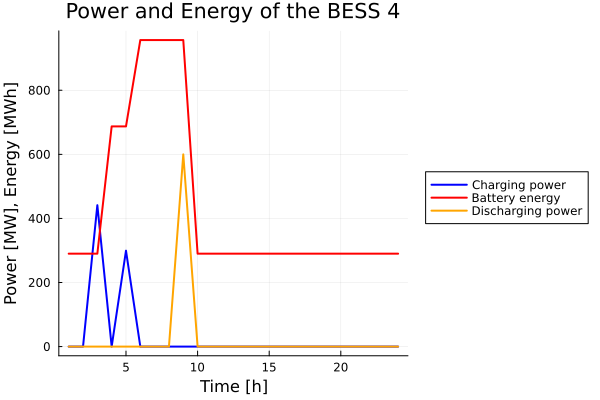 Power and Energy of the BESS 4
Power [MW], Energy [MWh]
800
600
400
200
0
5
10
15
20
Time [h]
Charging power
Battery energy
Discharging power